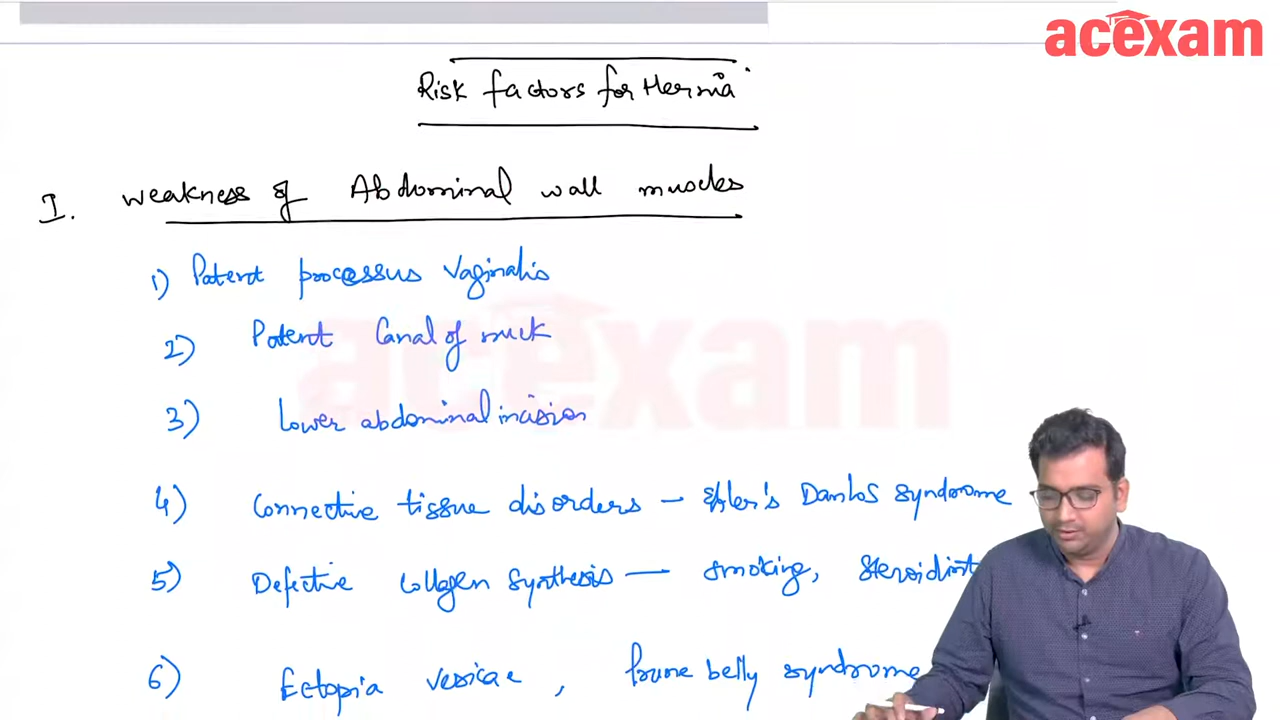 acexam
Risk factors for Hernia
I. weakness of Abdominal wall muscles
1) Patent processus vaginalis
2) Patent Canal of nuck
acexam
3) Lower abdominal incision
4) Connective tissue disorders - Ehler's Danlos syndrome
5) Defective collagen synthesis — smoking,
6) Ectopia vesicae, Prune belly syndrome